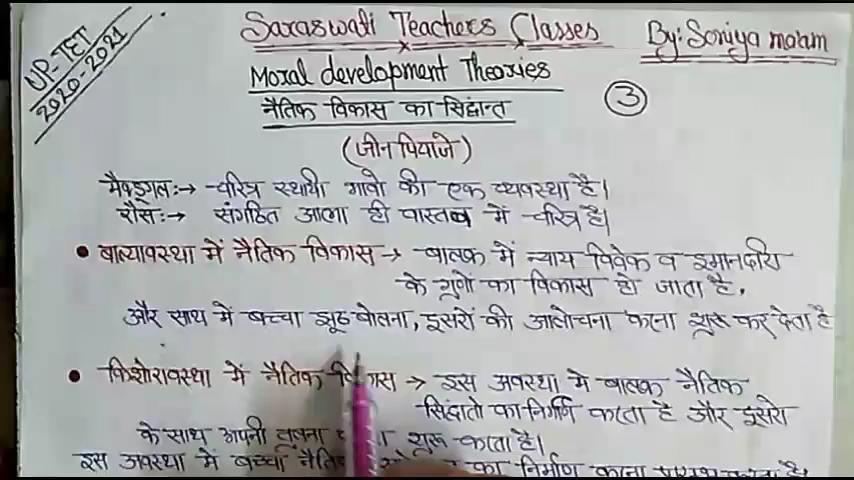 UP-TET
2020-2021
Saraswati Teachers Classes
By: Soniya mam
Moral development Theories
3
नैतिक विकास का सिद्धान्त
(जीन पियाजे)
मैक्डूगल:→ चरित्र स्थायी भावो की एक व्यवस्था है।
रौस:→ संगठित आत्मा ही वास्तव में चरित्र है।
• बाल्यावस्था में नैतिक विकास → बालक में न्याय विवेक व इमानदारी
के गुणों का विकास हो जाता है,
और साथ में बच्चा झूठ बोलना, दूसरों की आलोचना करना शुरू कर देता है
• किशोरावस्था में नैतिक विकास → इस अवस्था मे बालक नैतिक
सिद्वांतो का निर्माण करता है और दूसरो
के साथ अपनी तुलना शुरू करता है।
इस अवस्था में बच्चा का निर्माण करना है,